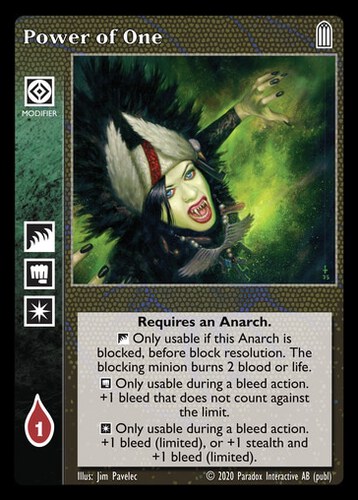 Power of One
MODIFIER
Requires an Anarch.
Only usable if this Anarch is
blocked, before block resolution. The
blocking minion burns 2 blood or life.
Only usable during a bleed action.
+1 bleed that does not count against
the limit.
Only usable during a bleed action.
+1 bleed (limited), or +1 stealth and
+1 bleed (limited).
1
Illus: Jim Pavelec
© 2020 Paradox Interactive AB (publ)